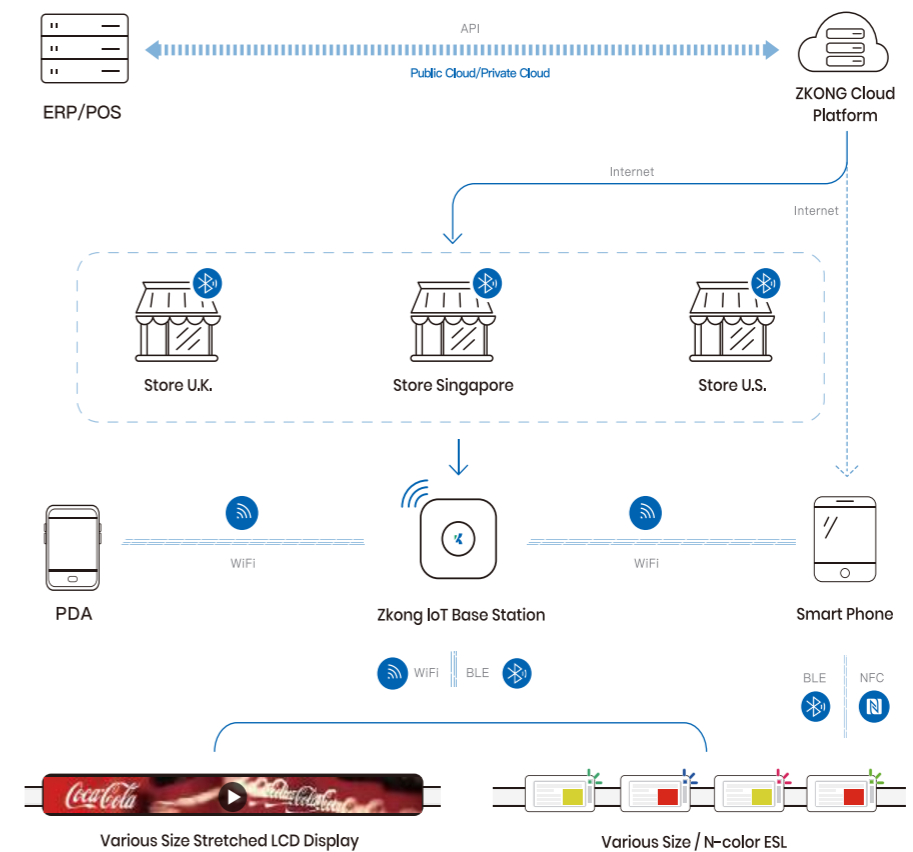 API
Public Cloud/Private Cloud
ERP/POS
ZKONG Cloud
Platform
Internet
Internet
Store U.K.
Store Singapore
Store U.S.
WiFi
WiFi
PDA
Zkong IoT Base Station
Smart Phone
WiFi
BLE
BLE
NFC
Coca-Cola
Coca-Cola
Various Size Stretched LCD Display
Various Size / N-color ESL